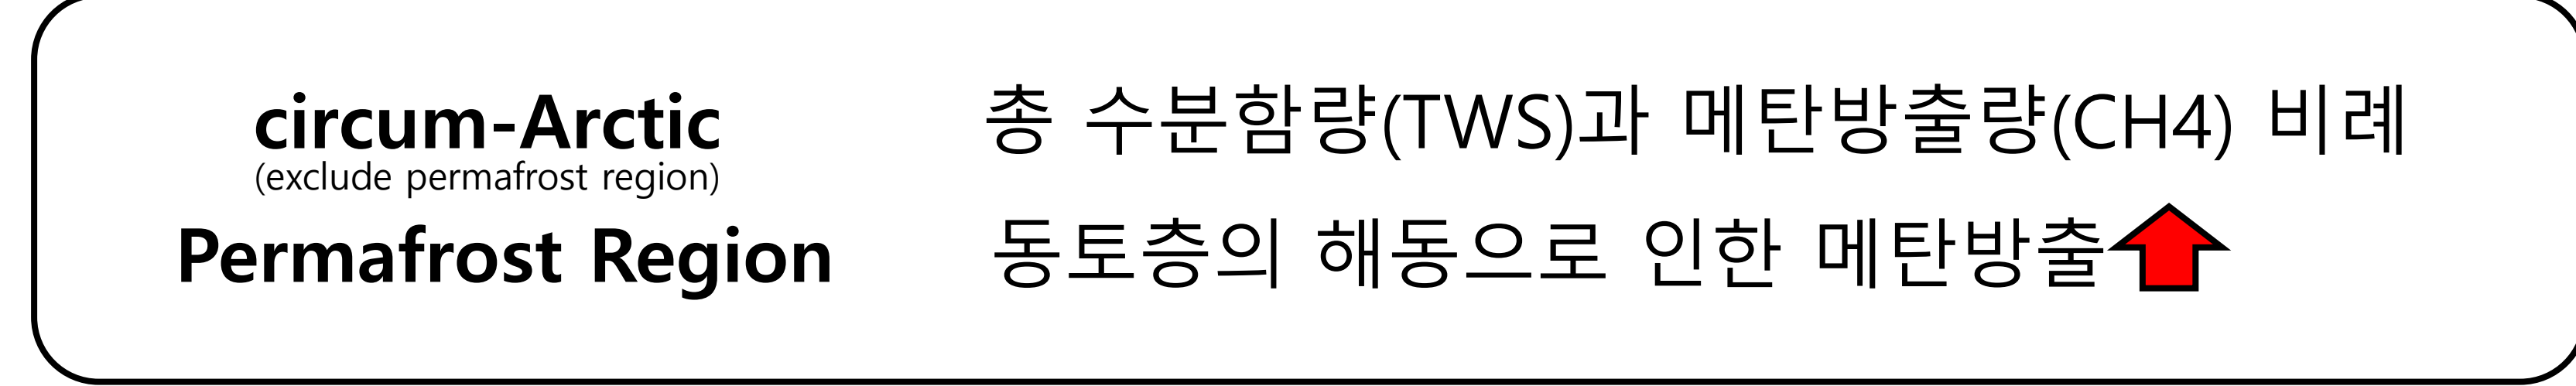 circum-Arctic 총 수분함량(TWS)과 메탄방출량(CH4) 비례
(exclude permafrost region)
Permafrost Region 동토층의 해동으로 인한 메탄방출